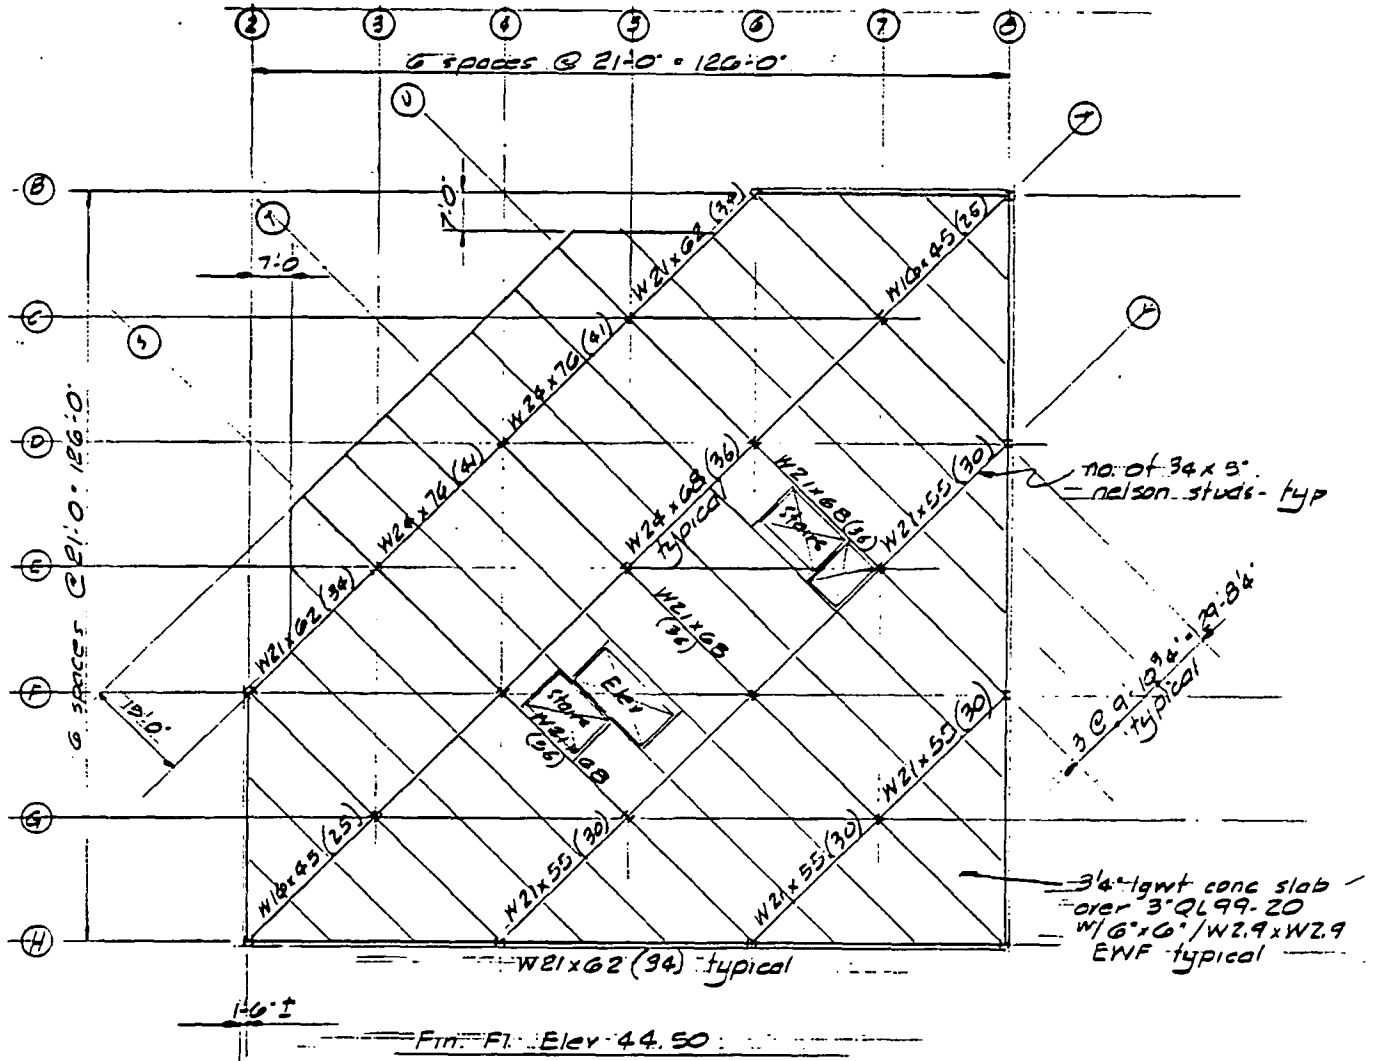 2 3 4 5 6 7 8
6 spaces @ 21'-0" = 126'-0"
B
7'-0"
7'-0"
C
D
E
F
G
H
6 spaces @ 21'-0" = 126'-0"
W21x62 (34)
W16x45 (25)
W24x76 (41)
W24x76 (41)
W21x62 (34)
W24x68 (36)
typical
W21x68 (36)
Stairs
W21x55 (30)
no. of 3/4 x 5"
nelson studs - typ
W21x68
(36)
Stairs
Elev
W21x68
(36)
10'-0"
3 @ 9'-10 3/4" = 29'-8 1/4"
typical
W21x55 (30)
W16x45 (25)
W21x55 (30)
W21x55 (30)
3 1/4" lgwt conc slab
over 3" QL99-20
w/ 6"x6"/W2.9xW2.9
EWF typical
W21x62 (34) typical
1'-6" ±
Fin. Fl. Elev 44.50